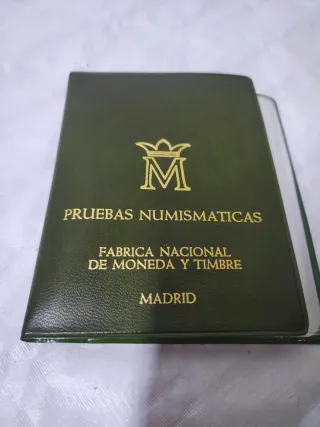 M
PRUEBAS NUMISMATICAS
FABRICA NACIONAL
DE MONEDA Y TIMBRE
MADRID